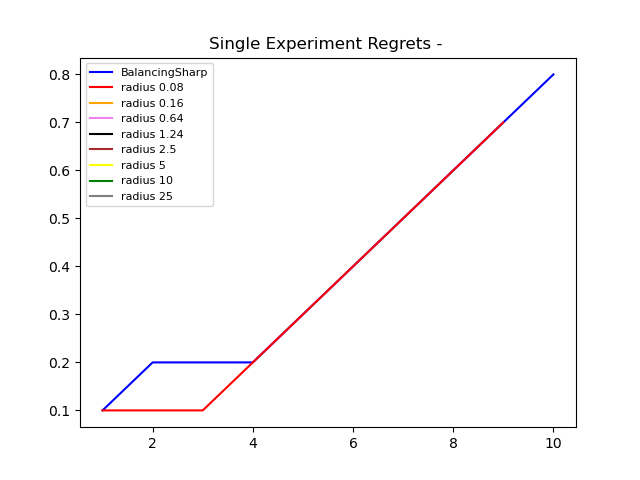 Single Experiment Regrets -
BalancingSharp
radius 0.08
radius 0.16
radius 0.64
radius 1.24
radius 2.5
radius 5
radius 10
radius 25
0.8
0.7
0.6
0.5
0.4
0.3
0.2
0.1
2 4 6 8 10